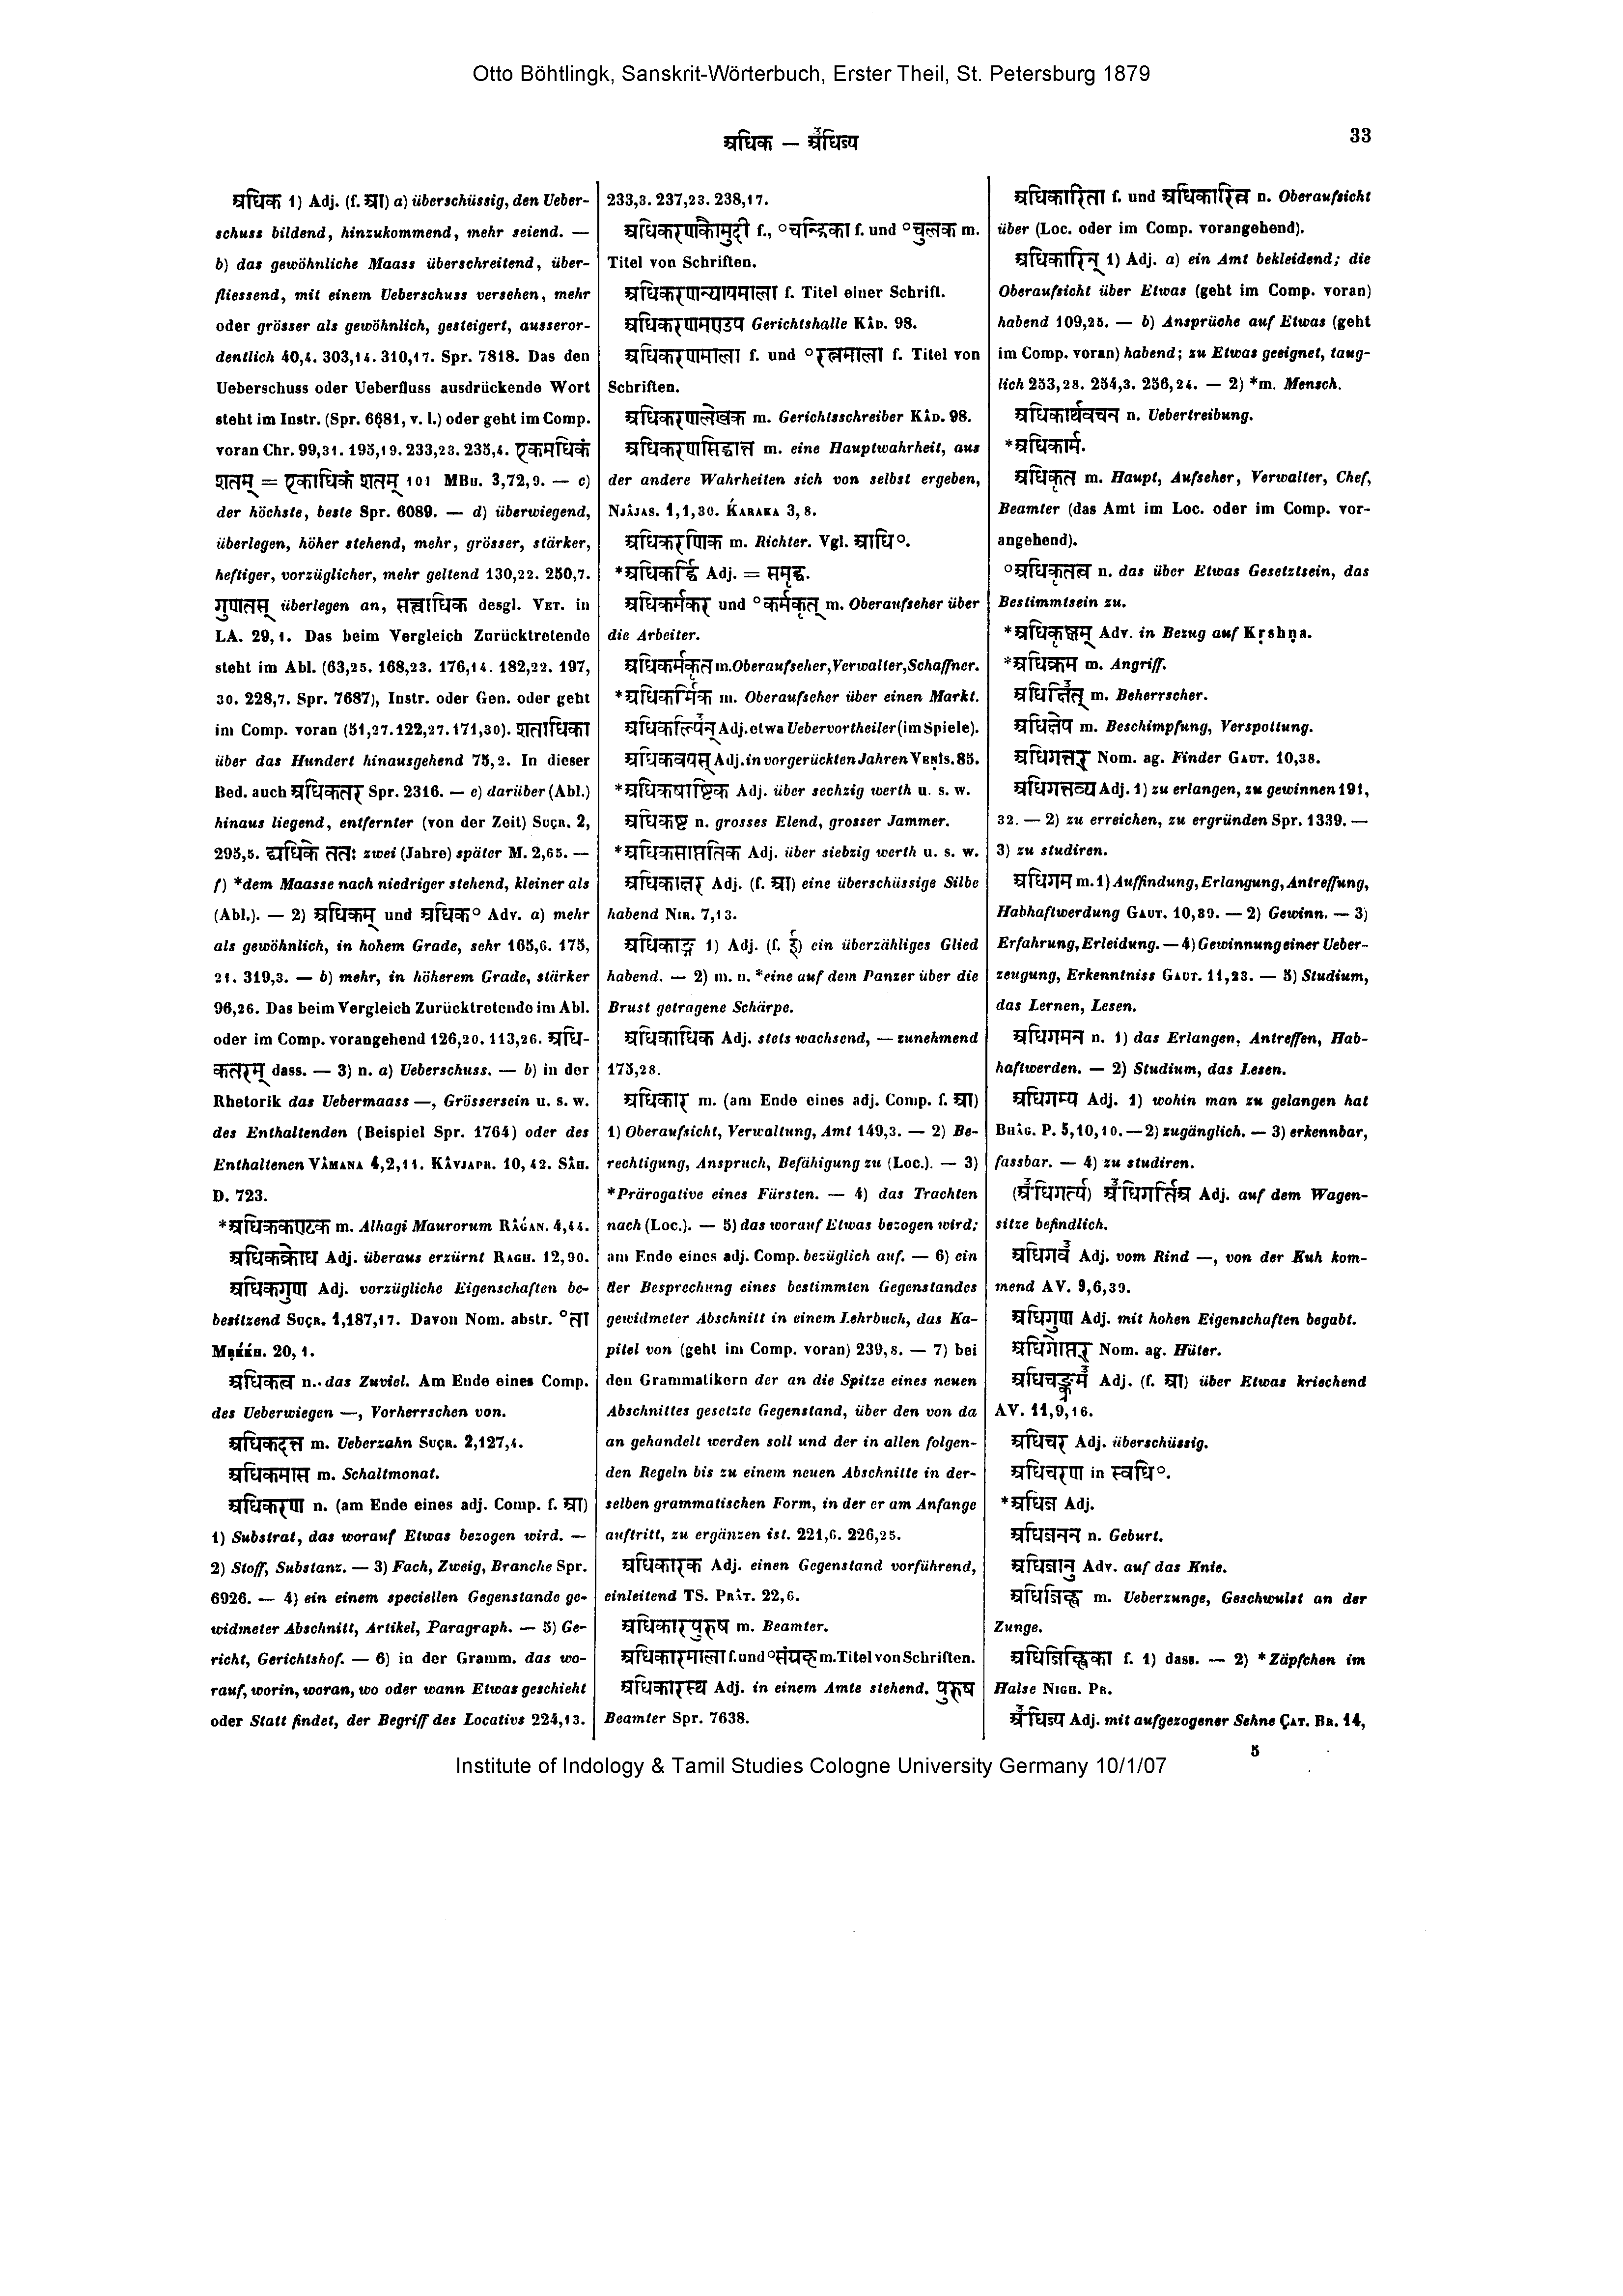 Otto Böhtlingk, Sanskrit-Wörterbuch, Erster Theil, St. Petersburg 1879
अधिक — अधिज्य
33
अधिक 1) Adj. (f. आ) a) überschüssig, den Ueber-
schuss bildend, hinzukommend, mehr seiend. —
b) das gewöhnliche Maass überschreitend, über-
fliessend, mit einem Ueberschuss versehen, mehr
oder grösser als gewöhnlich, gesteigert, ausseror-
dentlich 40,4. 303,14. 310,17. Spr. 7818. Das den
Ueberschuss oder Ueberfluss ausdrückende Wort
steht im Instr. (Spr. 6681, v. l.) oder geht im Comp.
voran Chr. 99,31. 195,19. 233,23. 235,4. एकमधिकं
शतम् = एकाधिकं शतम् 101 MBH. 3,72,9. — c)
der höchste, beste Spr. 6089. — d) überwiegend,
überlegen, höher stehend, mehr, grösser, stärker,
heftiger, vorzüglicher, mehr geltend 130,22. 250,7.
गुणतस् überlegen an, सत्त्वाधिक desgl. VET. in
LA. 29,1. Das beim Vergleich Zurücktretende
steht im Abl. (63,25. 168,23. 176,14. 182,22. 197,
30. 228,7. Spr. 7687), Instr. oder Gen. oder geht
im Comp. voran (51,27.122,27.171,30). शताधिका
über das Hundert hinausgehend 75,2. In dieser
Bed. auch अधिकतर Spr. 2316. — e) darüber (Abl.)
hinaus liegend, entfernter (von der Zeit) SUÇR. 2,
293,5. द्व्यधिके ततः zwei (Jahre) später M. 2,65. —
f) *dem Maasse nach niedriger stehend, kleiner als
(Abl.). — 2) अधिकम् und अधिक° Adv. a) mehr
als gewöhnlich, in hohem Grade, sehr 165,6. 175,
21. 319,3. — b) mehr, in höherem Grade, stärker
96,26. Das beim Vergleich Zurücktretende im Abl.
oder im Comp. vorangehend 126,20. 113,26. अधि-
कतरम् dass. — 3) n. a) Ueberschuss. — b) in der
Rhetorik das Uebermaass —, Grössersein u. s. w.
des Enthaltenden (Beispiel Spr. 1764) oder des
Enthaltenen VÂMANA 4,2,11. KÂVJAPR. 10,42. SÂH.
D. 723.
*अधिककण्टक m. Alhagi Maurorum RÂǴAN. 4,44.
अधिकक्रोध Adj. überaus erzürnt RAGH. 12,90.
अधिकगुण Adj. vorzügliche Eigenschaften be-
besitzend SUÇR. 1,187,17. Davon Nom. abstr. °ता
MṚḰḰH. 20,1.
अधिकत्व n. das Zuviel. Am Ende eines Comp.
des Ueberwiegen —, Vorherrschen von.
अधिकदन्त m. Ueberzahn SUÇR. 2,127,4.
अधिकमास m. Schaltmonat.
अधिकरण n. (am Ende eines adj. Comp. f. आ)
1) Substrat, das worauf Etwas bezogen wird. —
2) Stoff, Substanz. — 3) Fach, Zweig, Branche Spr.
6926. — 4) ein einem speciellen Gegenstande ge-
widmeter Abschnitt, Artikel, Paragraph. — 5) Ge-
richt, Gerichtshof. — 6) in der Gramm. das wo-
rauf, worin, woran, wo oder wann Etwas geschieht
oder Statt findet, der Begriff des Locativs 224,13.
233,3. 237,23. 238,17.
अधिकरणकौमुदी f., °चन्द्रिका f. und °चुलक m.
Titel von Schriften.
अधिकरणन्यायमाला f. Titel einer Schrift.
अधिकरणमण्डप Gerichtshalle KÂD. 98.
अधिकरणमाला f. und °रत्नमाला f. Titel von
Schriften.
अधिकरणलेखक m. Gerichtsschreiber KÂD. 98.
अधिकरणसिद्धान्त m. eine Hauptwahrheit, aus
der andere Wahrheiten sich von selbst ergeben,
NJÂJAS. 1,1,30. ḰARAKA 3,8.
अधिकरणिक m. Richter. Vgl. आधि°.
*अधिकर्द्धि Adj. = समृद्ध.
अधिकर्मकर und °कर्मकृत् m. Oberaufseher über
die Arbeiter.
अधिकर्मकृत m. Oberaufseher, Verwalter, Schaffner.
*अधिकर्मिक m. Oberaufseher über einen Markt.
अधिकल्पिन् Adj. etwa Uebervortheiler (im Spiele).
अधिकवयस् Adj. in vorgerückten Jahren VEṆIS. 85.
*अधिकषाष्टिक Adj. über sechzig werth u. s. w.
अधिकष्ट n. grosses Elend, grosser Jammer.
*अधिकसाप्ततिक Adj. über siebzig werth u. s. w.
अधिकाक्षर Adj. (f. आ) eine überschüssige Silbe
habend NIR. 7,13.
अधिकाङ्ग 1) Adj. (f. ई) ein überzähliges Glied
habend. — 2) m. n. *eine auf dem Panzer über die
Brust getragene Schärpe.
अधिकाधिक Adj. stets wachsend, — zunehmend
175,28.
अधिकार m. (am Ende eines adj. Comp. f. आ)
1) Oberaufsicht, Verwaltung, Amt 149,3. — 2) Be-
rechtigung, Anspruch, Befähigung zu (Loc.). — 3)
*Prärogative eines Fürsten. — 4) das Trachten
nach (Loc.). — 5) das worauf Etwas bezogen wird;
am Ende eines adj. Comp. bezüglich auf. — 6) ein
der Besprechung eines bestimmten Gegenstandes
gewidmeter Abschnitt in einem Lehrbuch, das Ka-
pitel von (geht im Comp. voran) 239,8. — 7) bei
den Grammatikern der an die Spitze eines neuen
Abschnittes gesetzte Gegenstand, über den von da
an gehandelt werden soll und der in allen folgen-
den Regeln bis zu einem neuen Abschnitte in der-
selben grammatischen Form, in der er am Anfange
auftritt, zu ergänzen ist. 221,6. 226,25.
अधिकारक Adj. einen Gegenstand vorführend,
einleitend TS. PRÂT. 22,6.
अधिकारपुरुष m. Beamter.
अधिकारमाला f. und °संग्रह m. Titel von Schriften.
अधिकारस्थ Adj. in einem Amte stehend. पुरुष
Beamter Spr. 7638.
अधिकारिता f. und अधिकारित्व n. Oberaufsicht
über (Loc. oder im Comp. vorangehend).
अधिकारिन् 1) Adj. a) ein Amt bekleidend; die
Oberaufsicht über Etwas (geht im Comp. voran)
habend 109,25. — b) Ansprüche auf Etwas (geht
im Comp. voran) habend; zu Etwas geeignet, taug-
lich 253,28. 254,3. 256,24. — 2) *m. Mensch.
अधिकार्थवचन n. Uebertreibung.
*अधिकार्म.
अधिकृत m. Haupt, Aufseher, Verwalter, Chef,
Beamter (das Amt im Loc. oder im Comp. vor-
angehend).
°अधिकृतत्व n. das über Etwas Gesetztsein, das
Bestimmtsein zu.
*अधिकृष्णम् Adv. in Bezug auf Kṛshṇa.
*अधिक्रम m. Angriff.
अधिक्षित् m. Beherrscher.
अधिक्षेप m. Beschimpfung, Verspottung.
अधिगन्तर् Nom. ag. Finder GAUT. 10,38.
अधिगन्तव्य Adj. 1) zu erlangen, zu gewinnen 191,
32. — 2) zu erreichen, zu ergründen Spr. 1339. —
3) zu studiren.
अधिगम m. 1) Auffindung, Erlangung, Antreffung,
Habhaftwerdung GAUT. 10,39. — 2) Gewinn. — 3)
Erfahrung, Erleidung. — 4) Gewinnung einer Ueber-
zeugung, Erkenntniss GAUT. 11,23. — 5) Studium,
das Lernen, Lesen.
अधिगमन n. 1) das Erlangen, Antreffen, Hab-
haftwerden. — 2) Studium, das Lesen.
अधिगम्य Adj. 1) wohin man zu gelangen hat
BHÂG. P. 5,10,10. — 2) zugänglich. — 3) erkennbar,
fassbar. — 4) zu studiren.
(अधिगर्त्य) अधिगर्तिअ Adj. auf dem Wagen-
sitze befindlich.
अधिगव Adj. vom Rind —, von der Kuh kom-
mend AV. 9,6,39.
अधिगुण Adj. mit hohen Eigenschaften begabt.
अधिगोप्तर् Nom. ag. Hüter.
अधिचङ्क्रम Adj. (f. आ) über Etwas kriechend
AV. 11,9,16.
अधिचर Adj. überschüssig.
अधिचरण in स्वधि°.
*अधिज Adj.
अधिजनन n. Geburt.
अधिजानु Adv. auf das Knie.
अधिजिह्व m. Ueberzunge, Geschwulst an der
Zunge.
अधिजिह्विका f. 1) dass. — 2) *Zäpfchen im
Halse NIGH. PR.
अधिज्य Adj. mit aufgezogener Sehne ÇAT. BR. 14,
5
Institute of Indology & Tamil Studies Cologne University Germany 10/1/07